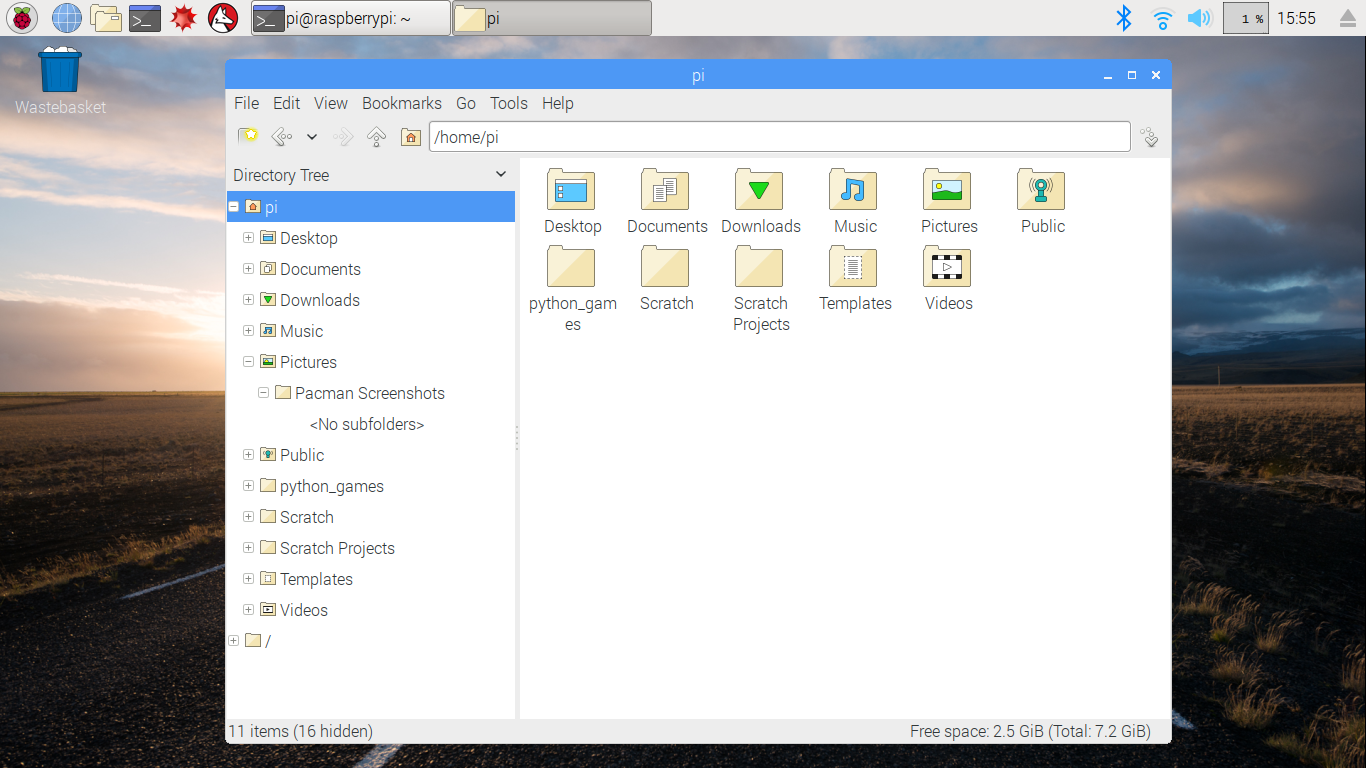 pi@raspberrypi: ~
pi
1 %
15:55
Wastebasket
pi
File Edit View Bookmarks Go Tools Help
/home/pi
Directory Tree
pi
Desktop
Documents
Downloads
Music
Pictures
Pacman Screenshots
<No subfolders>
Public
python_games
Scratch
Scratch Projects
Templates
Videos
/
Desktop Documents Downloads Music Pictures Public
python_gam
es
Scratch
Scratch
Projects
Templates
Videos
11 items (16 hidden)
Free space: 2.5 GiB (Total: 7.2 GiB)